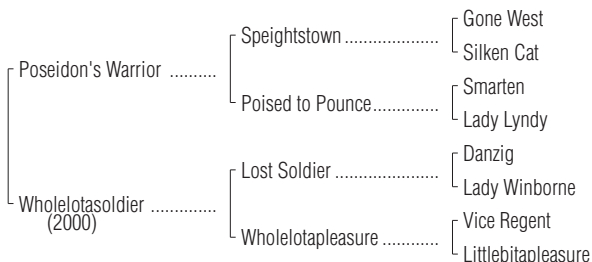 Gone West
Speightstown ....................
Silken Cat
Poseidon's Warrior ..........
Smarten
Poised to Pounce..............
Lady Lyndy
Danzig
Lost Soldier ......................
Lady Winborne
Wholelotasoldier ..............
(2000)
Vice Regent
Wholelotapleasure ............
Littlebitapleasure